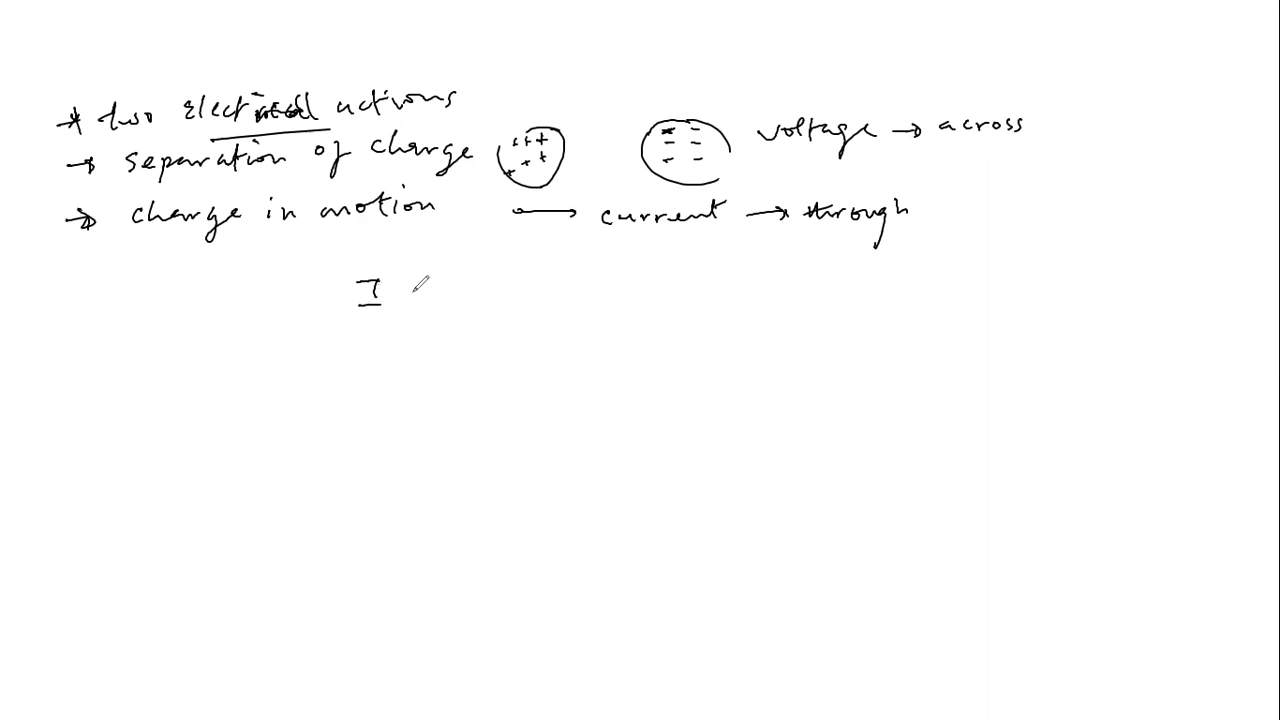 * two electrical actions
→ separation of charge +++ +++ -- -- -- voltage → across
→ charge in motion → current → through
I